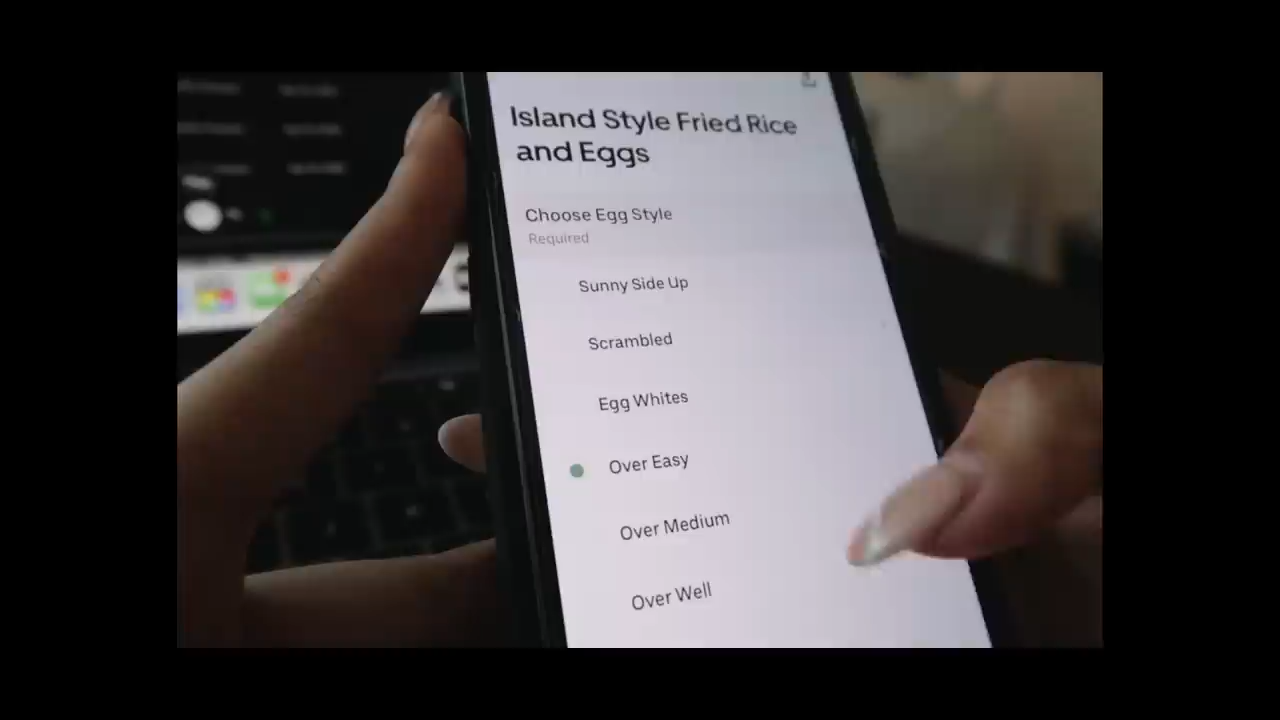 Island Style Fried Rice
and Eggs
Choose Egg Style
Required
Sunny Side Up
Scrambled
Egg Whites
Over Easy
Over Medium
Over Well